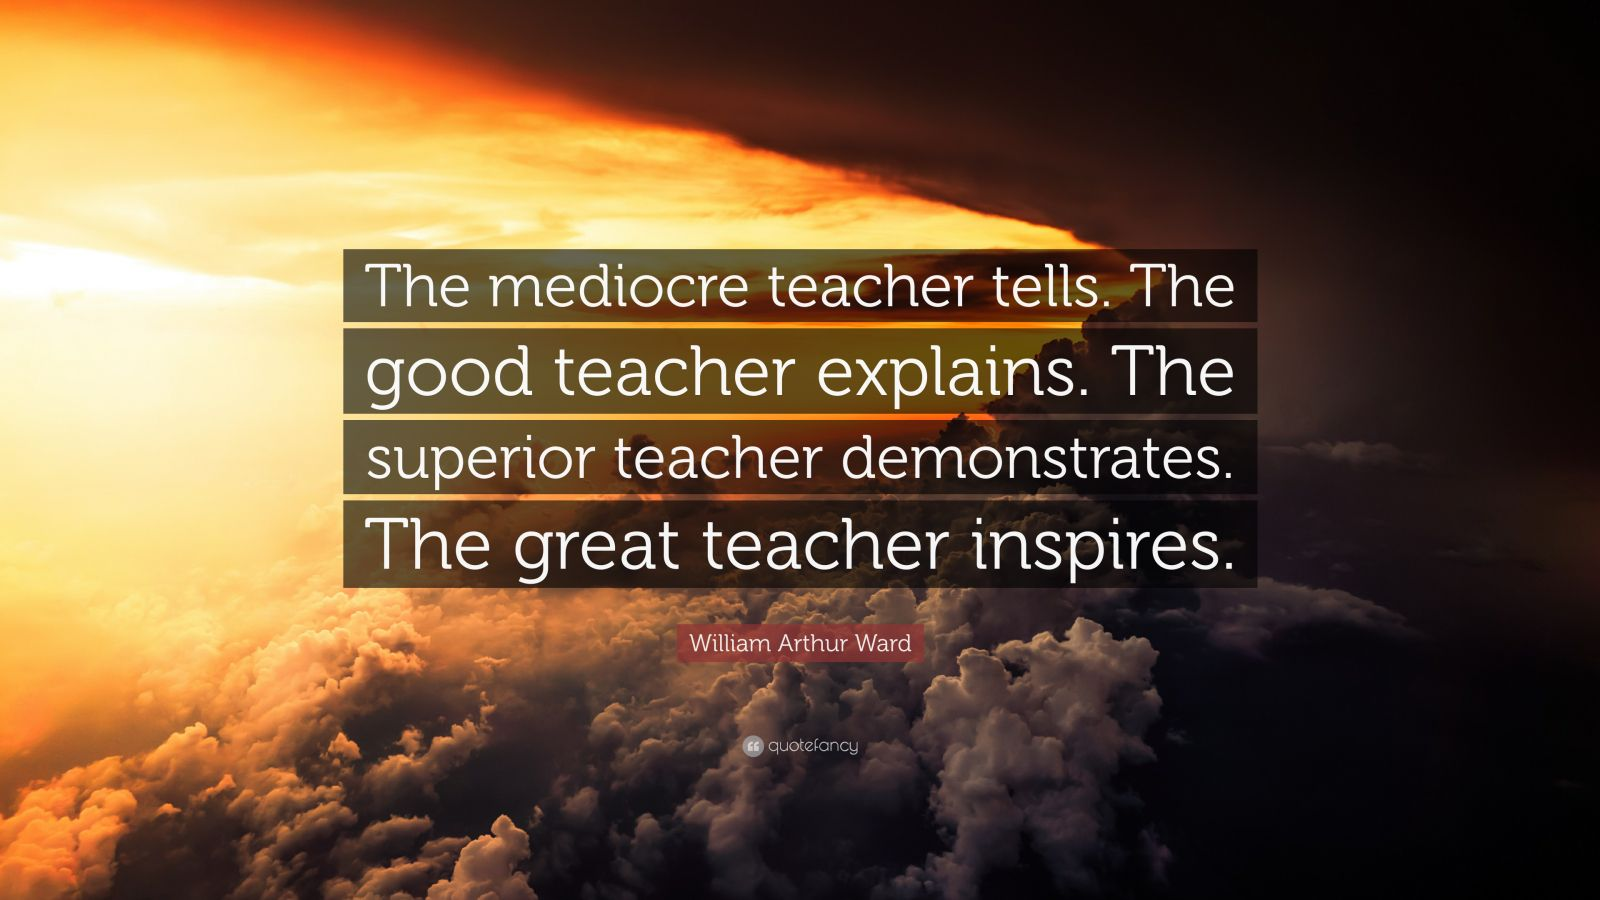 The mediocre teacher tells. The
good teacher explains. The
superior teacher demonstrates.
The great teacher inspires.
William Arthur Ward
quotefancy